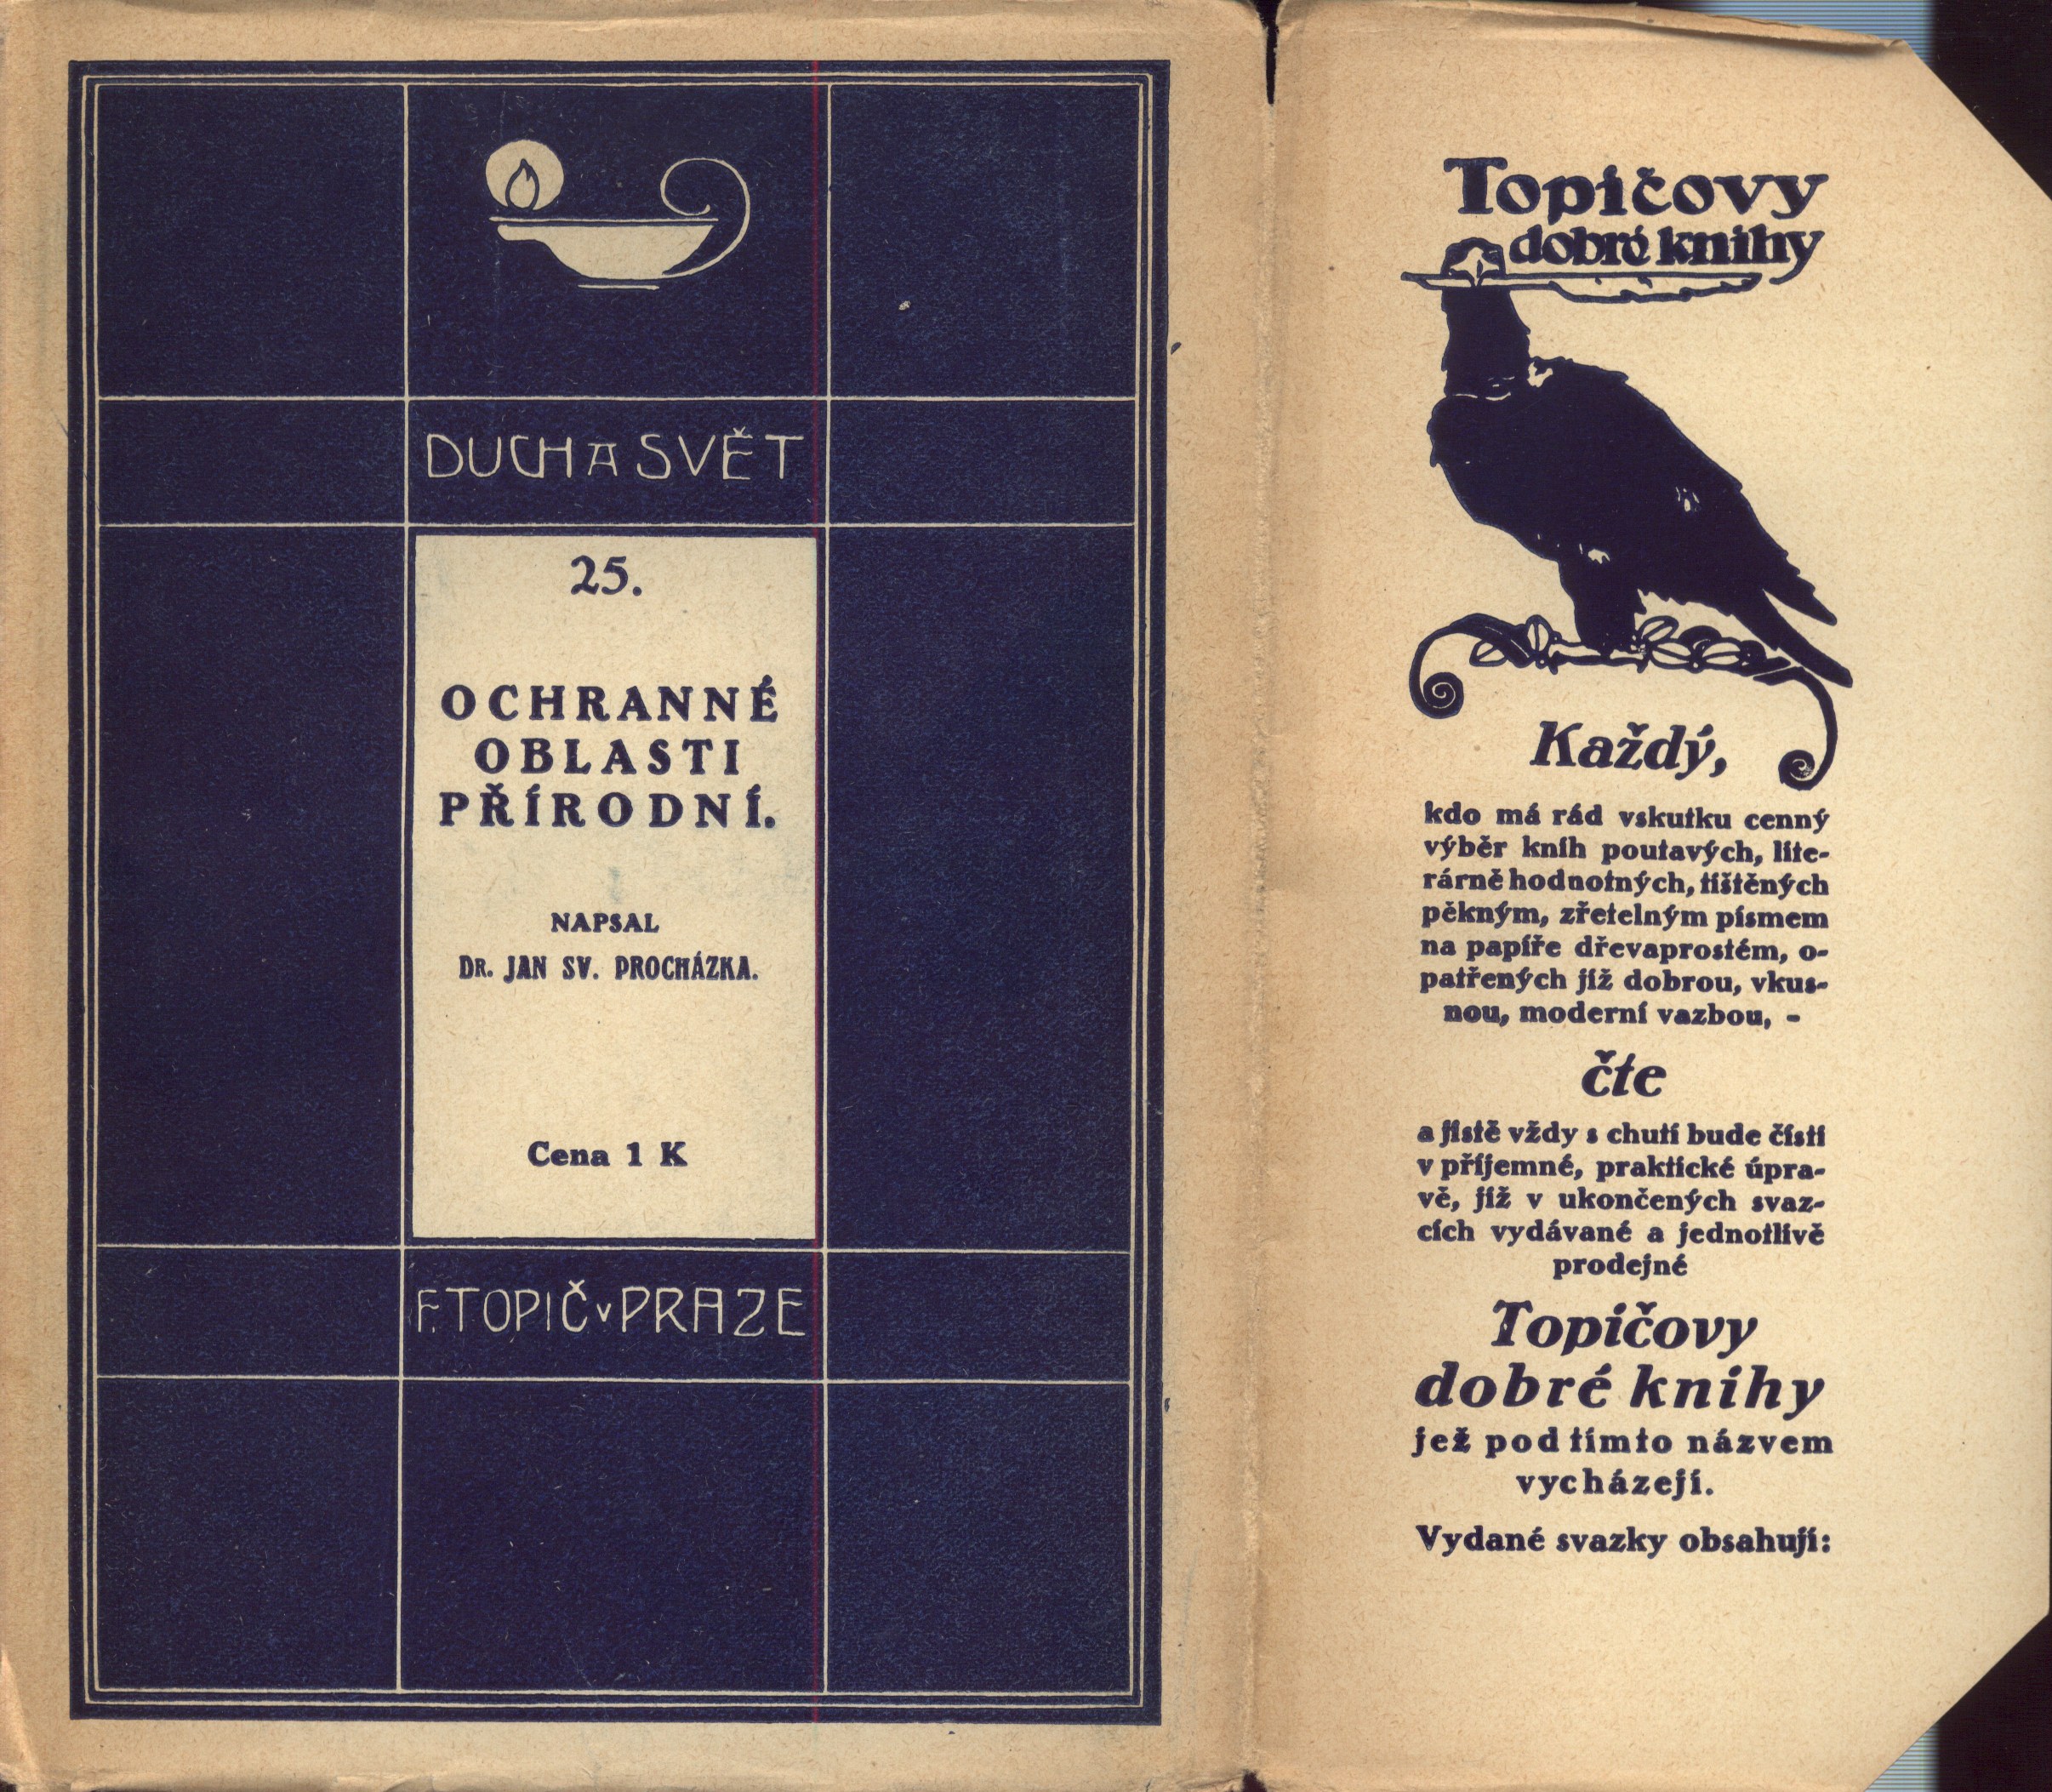 DUCH A SVĚT
25.
OCHRANNÉ
OBLASTI
PŘÍRODNÍ.
NAPSAL
DR. JAN SV. PROCHÁZKA.
Cena 1 K
F. TOPIČ v PRAZE
Topičovy
dobré knihy
Každý,
kdo má rád vskutku cenný
výběr knih poutavých, lite-
rárně hodnotných, tištěných
pěkným, zřetelným písmem
na papíře dřevaprostém, o-
patřených již dobrou, vkus-
nou, moderní vazbou, -
čte
a jistě vždy s chutí bude čísti
v příjemné, praktické úpra-
vě, již v ukončených svaz-
cích vydávané a jednotlivě
prodejné
Topičovy
dobré knihy
jež pod tímto názvem
vycházejí.
Vydané svazky obsahují: